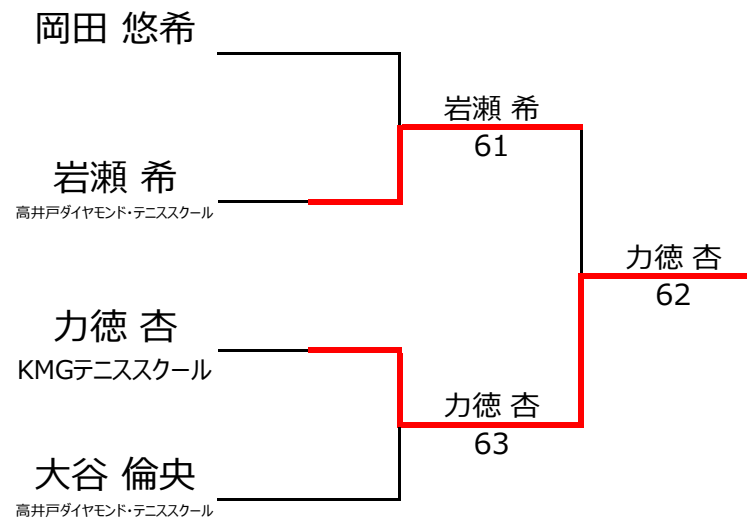 岡田 悠希
岩瀬 希
61
岩瀬 希
高井戸ダイヤモンド・テニススクール
力徳 杏
62
力徳 杏
KMGテニススクール
力徳 杏
63
大谷 倫央
高井戸ダイヤモンド・テニススクール